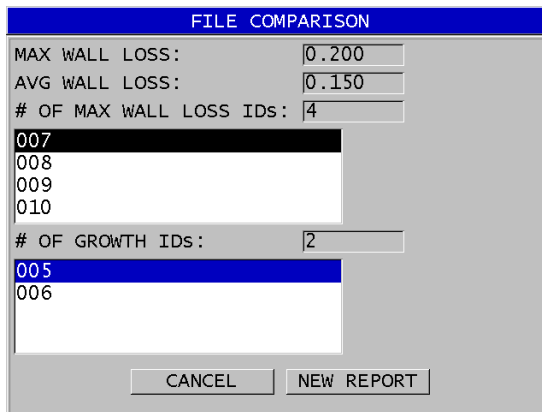 FILE COMPARISON
MAX WALL LOSS: 0.200
AVG WALL LOSS: 0.150
# OF MAX WALL LOSS IDs: 4
007
008
009
010
# OF GROWTH IDs: 2
005
006
CANCEL NEW REPORT